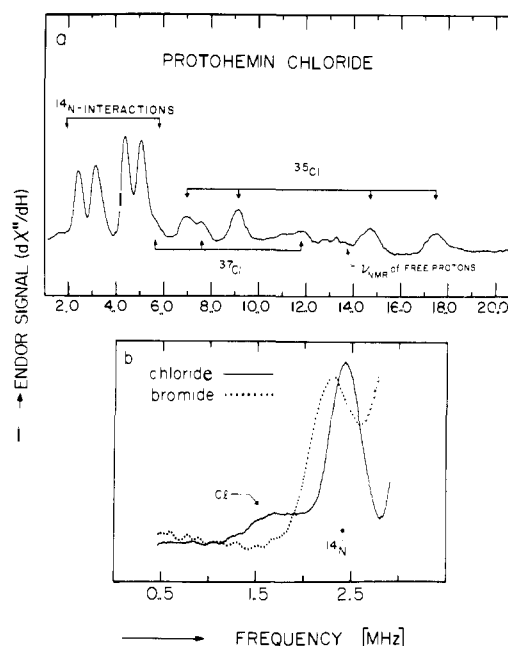 a
PROTOHEMIN CHLORIDE
¹⁴N-INTERACTIONS
³⁵Cl
³⁷Cl
ν NMR OF FREE PROTONS
2.0 4.0 6.0 8.0 10.0 12.0 14.0 16.0 18.0 20.0
ENDOR SIGNAL (dX"/dH)
b
chloride
bromide
Cl
¹⁴N
0.5 1.5 2.5
FREQUENCY [MHz]